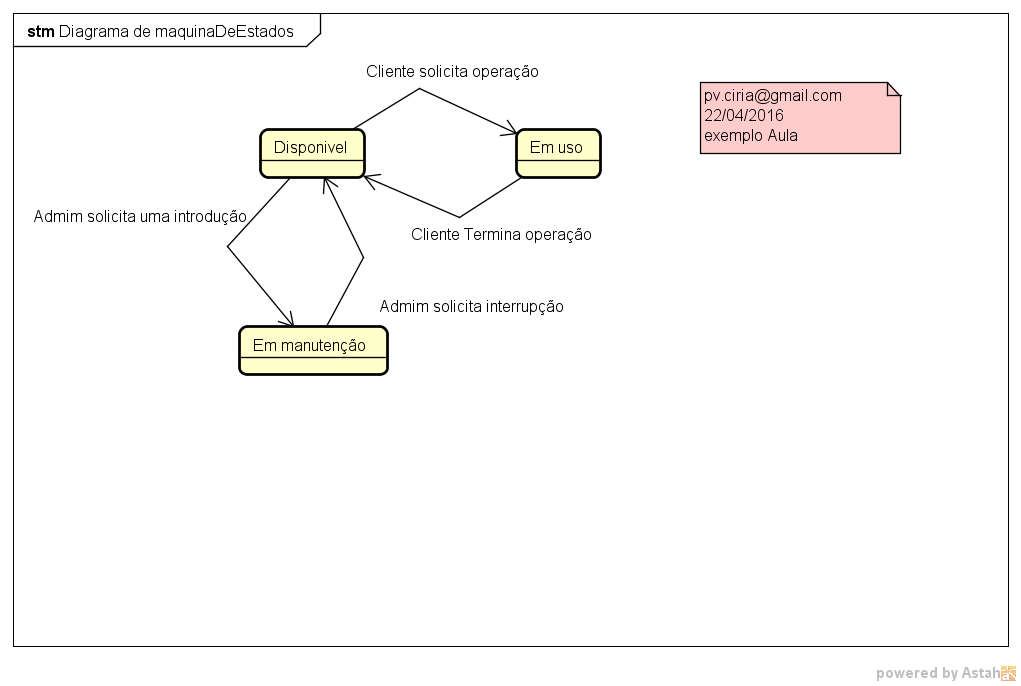 stm Diagrama de maquinaDeEstados
Cliente solicita operação
pv.ciria@gmail.com
22/04/2016
exemplo Aula
Disponivel
Em uso
Admim solicita uma introdução
Cliente Termina operação
Admim solicita interrupção
Em manutenção
powered by Astah